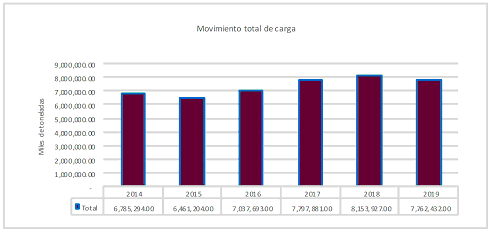 Movimiento total de carga
Miles de toneladas
9,000,000.00
8,000,000.00
7,000,000.00
6,000,000.00
5,000,000.00
4,000,000.00
3,000,000.00
2,000,000.00
1,000,000.00
-
2014 2015 2016 2017 2018 2019
Total 6,785,294.00 6,461,204.00 7,037,693.00 7,797,881.00 8,153,927.00 7,762,432.00